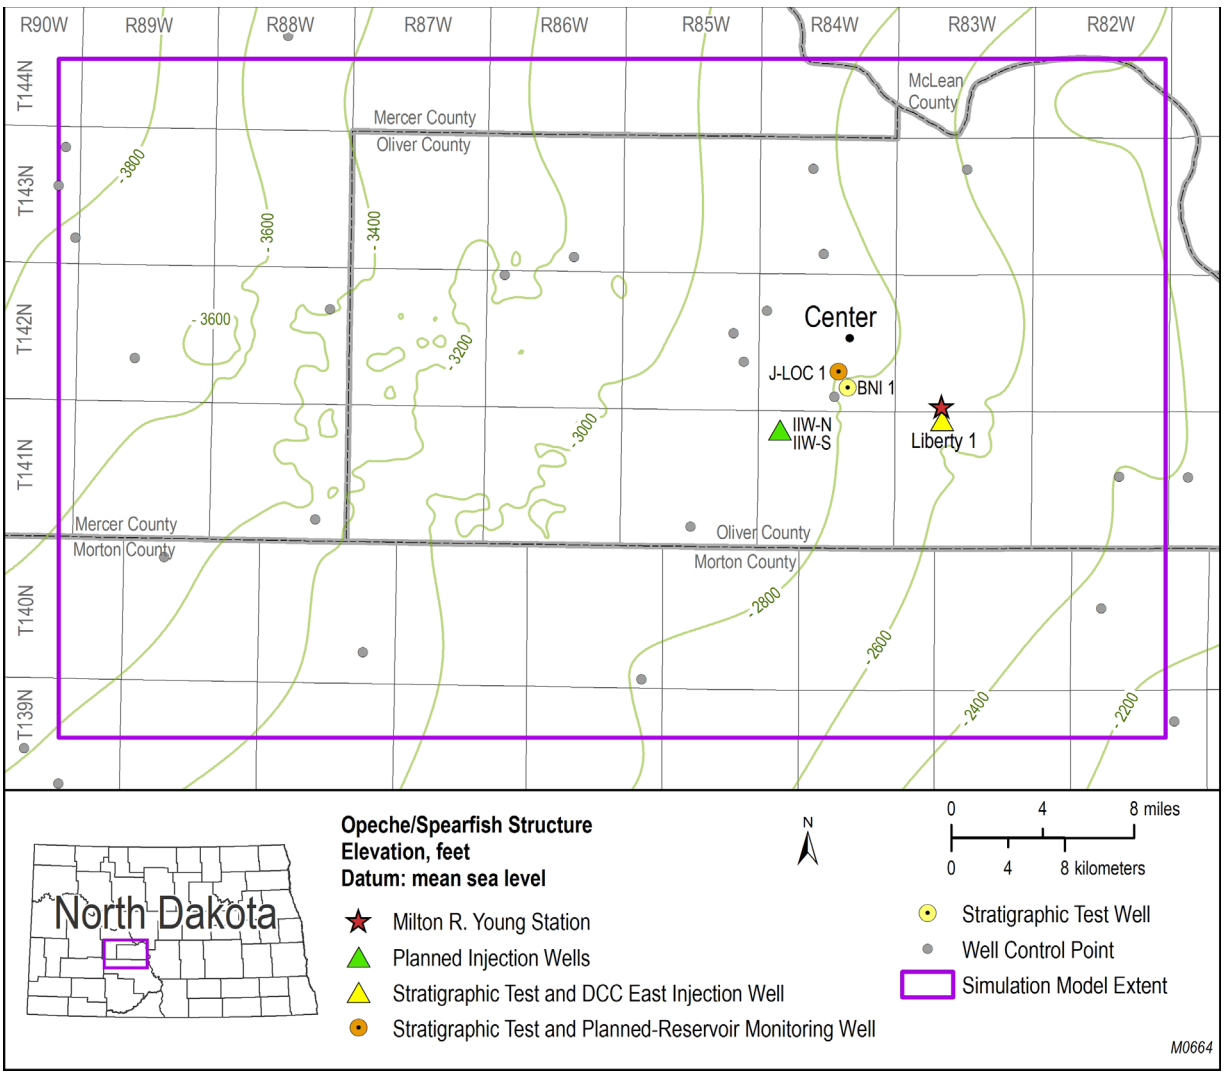 R90W R89W R88W R87W R86W R85W R84W R83W R82W
T144N
T143N
T142N
T141N
T140N
T139N
McLean
County
Mercer County
Oliver County
- 3800
- 3600
- 3400
- 3600
- 3200
- 3000
Center
J-LOC 1
BNI 1
IIW-N
IIW-S
Liberty 1
Mercer County
Morton County
Oliver County
Morton County
- 2800
- 2600
- 2400
- 2200
North Dakota
Opeche/Spearfish Structure
Elevation, feet
Datum: mean sea level
Milton R. Young Station
Planned Injection Wells
Stratigraphic Test and DCC East Injection Well
Stratigraphic Test and Planned-Reservoir Monitoring Well
N
0 4 8 miles
0 4 8 kilometers
Stratigraphic Test Well
Well Control Point
Simulation Model Extent
M0664